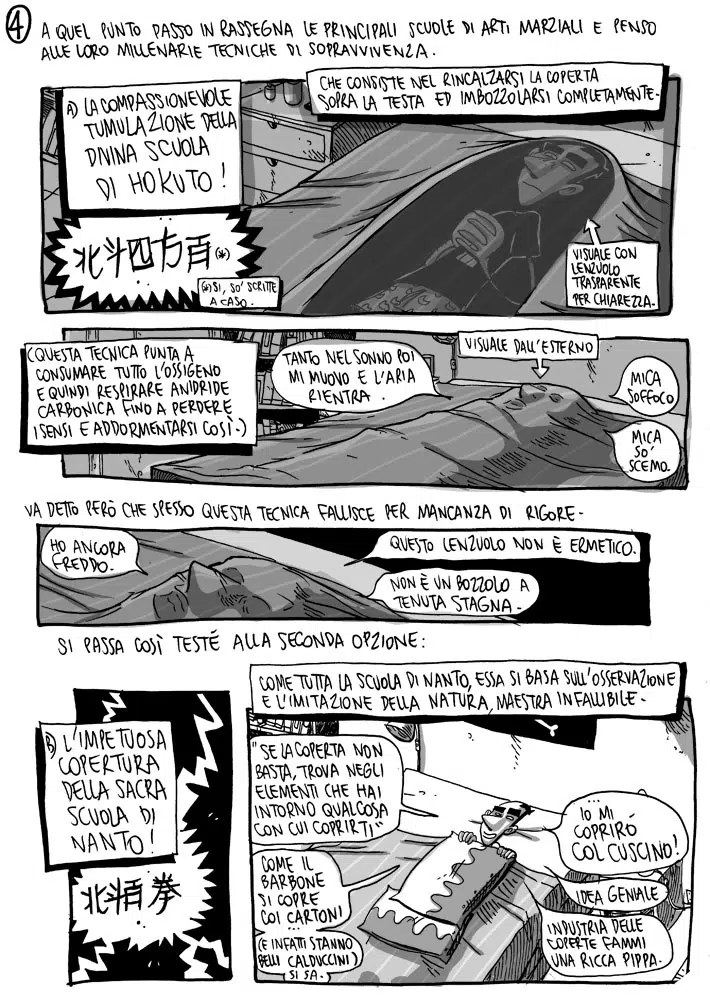 4
A QUEL PUNTO PASSO IN RASSEGNA LE PRINCIPALI SCUOLE DI ARTI MARZIALI E PENSO
ALLE LORO MILLENARIE TECNICHE DI SOPRAVVIVENZA.
A) LA COMPASSIONEVOLE
TUMULAZIONE DELLA
DIVINA SCUOLA
DI HOKUTO!
CHE CONSISTE NEL RINCALZARSI LA COPERTA
SOPRA LA TESTA ED IMBOZZOLARSI COMPLETAMENTE-
北斗四方百(*)
(*) SI, SO' SCRITTE
A CASO.
VISUALE CON
LENZUOLO
TRASPARENTE
PER CHIAREZZA.
(QUESTA TECNICA PUNTA A
CONSUMARE TUTTO L'OSSIGENO
E QUINDI RESPIRARE ANIDRIDE
CARBONICA FINO A PERDERE
I SENSI E ADDORMENTARSI COSÌ-)
TANTO NEL SONNO POI
MI MUOVO E L'ARIA
RIENTRA.
VISUALE DALL'ESTERNO
MICA
SOFFOCO
MICA
SO'
SCEMO.
VA DETTO PERÒ CHE SPESSO QUESTA TECNICA FALLISCE PER MANCANZA DI RIGORE-
HO ANCORA
FREDDO.
QUESTO LENZUOLO NON È ERMETICO.
NON È UN BOZZOLO A
TENUTA STAGNA-
SI PASSA COSÌ TESTÉ ALLA SECONDA OPZIONE:
B) L'IMPETUOSA
COPERTURA
DELLA SACRA
SCUOLA DI
NANTO!
北斗百拳
COME TUTTA LA SCUOLA DI NANTO, ESSA SI BASA SULL'OSSERVAZIONE
E L'IMITAZIONE DELLA NATURA, MAESTRA INFALLIBILE-
"SE LA COPERTA NON
BASTA, TROVA NEGLI
ELEMENTI CHE HAI
INTORNO QUALCOSA
CON CUI COPRIRTI"
COME IL
BARBONE
SI COPRE
COI CARTONI
...
(E INFATTI STANNO
BELLI CALDUCCINI)
SI SA.
...
IO MI
COPRIRÒ
COL CUSCINO!
IDEA GENIALE
INDUSTRIA DELLE
COPERTE FAMMI
UNA RICCA PIPPA.